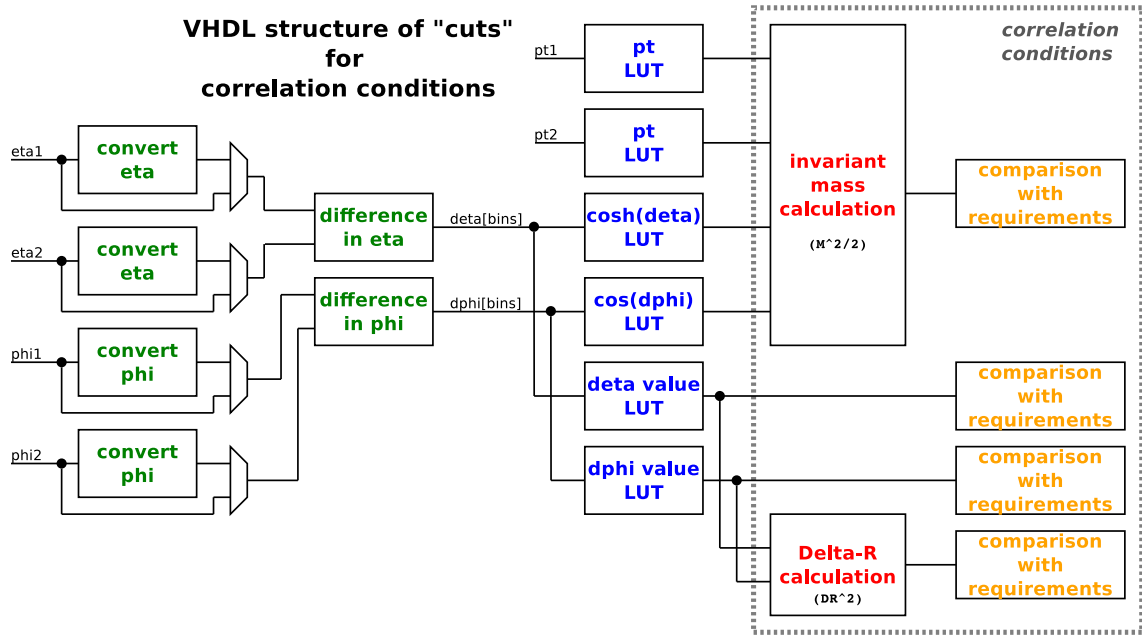 VHDL structure of "cuts"
for
correlation conditions
correlation
conditions
pt1
pt
LUT
pt2
pt
LUT
eta1
convert
eta
eta2
convert
eta
phi1
convert
phi
phi2
convert
phi
difference
in eta
difference
in phi
deta[bins]
dphi[bins]
cosh(deta)
LUT
cos(dphi)
LUT
deta value
LUT
dphi value
LUT
invariant
mass
calculation
(M^2/2)
Delta-R
calculation
(DR^2)
comparison
with
requirements
comparison
with
requirements
comparison
with
requirements
comparison
with
requirements